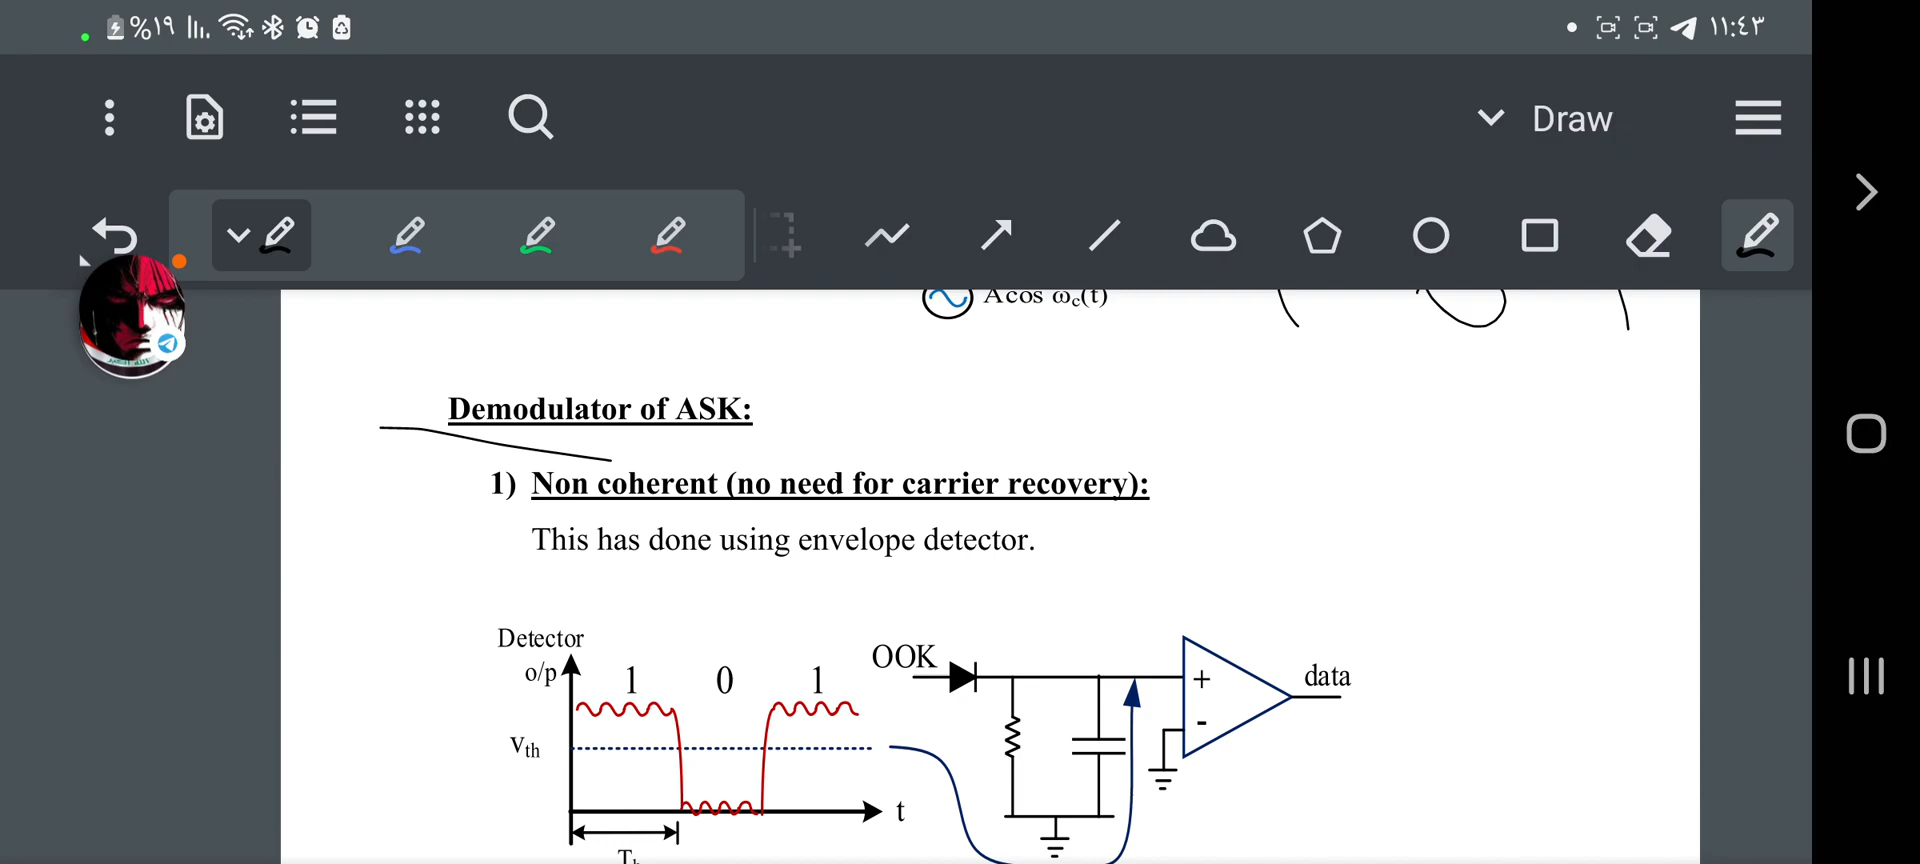 %١٩
١١:٤٣
Draw
Acos ωc(t)
Demodulator of ASK:
1) Non coherent (no need for carrier recovery):
This has done using envelope detector.
Detector
o/p
1 0 1
OOK
+
data
-
Vth
t